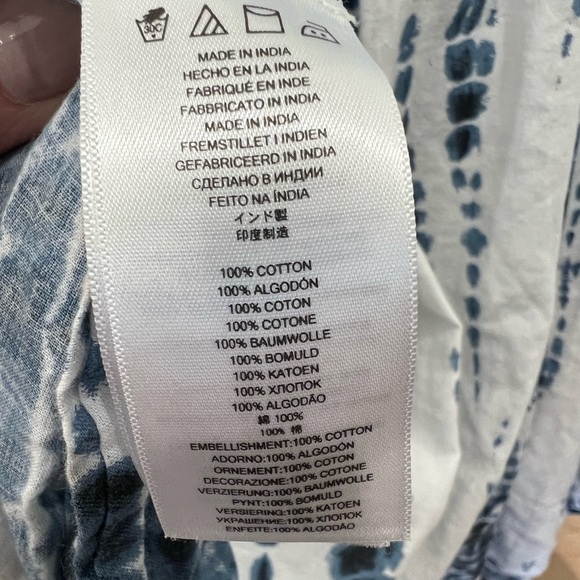 30C
MADE IN INDIA
HECHO EN LA INDIA
FABRIQUÉ EN INDE
FABBRICATO IN INDIA
MADE IN INDIA
FREMSTILLET I INDIEN
GEFABRICEERD IN INDIA
СДЕЛАНО В ИНДИИ
FEITO NA ÍNDIA
インド製
印度制造
100% COTTON
100% ALGODÓN
100% COTON
100% COTONE
100% BAUMWOLLE
100% BOMULD
100% KATOEN
100% ХЛОПОК
100% ALGODÃO
綿 100%
100% 棉
EMBELLISHMENT:100% COTTON
ADORNO:100% ALGODÓN
ORNEMENT:100% COTON
DECORAZIONE:100% COTONE
VERZIERUNG:100% BAUMWOLLE
PYNT:100% BOMULD
VERSIERING:100% KATOEN
УКРАШЕНИЕ:100% ХЛОПОК
ENFEITE:100% ALGODÃO